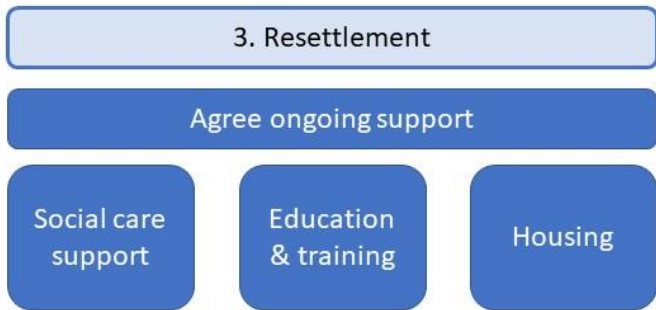 3. Resettlement
Agree ongoing support
Social care
support
Education
& training
Housing